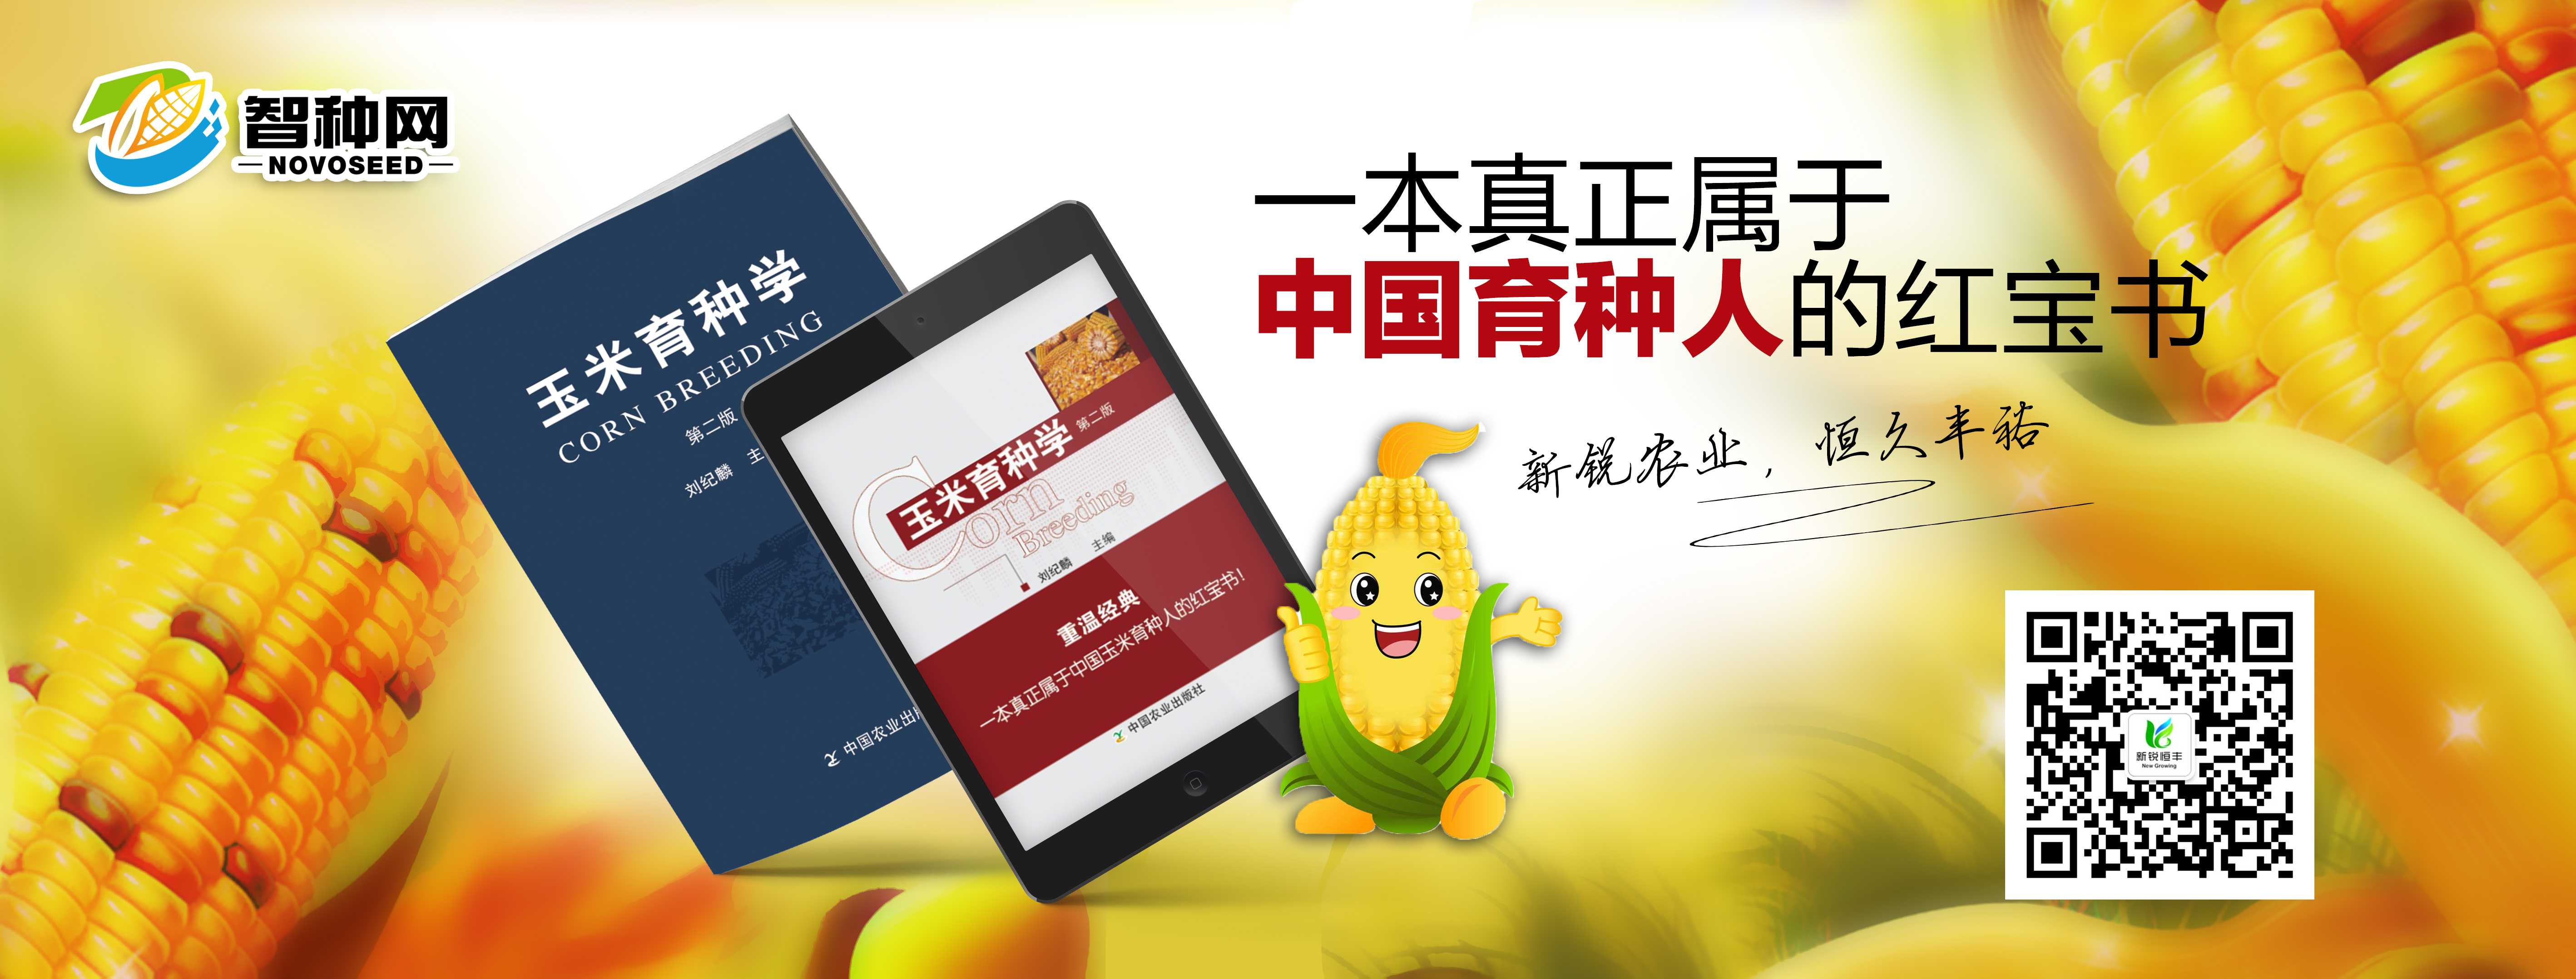 智种网
NOVOSEED
一本真正属于
中国育种人的红宝书
新锐农业，恒久丰裕
玉米育种学
CORN BREEDING
第二版
刘纪麟 主
中国农业出版
玉米育种学 第二版
Corn
Breeding
刘纪麟 主编
重温经典
一本真正属于中国玉米育种人的红宝书！
中国农业出版社
新锐恒丰
New Growing